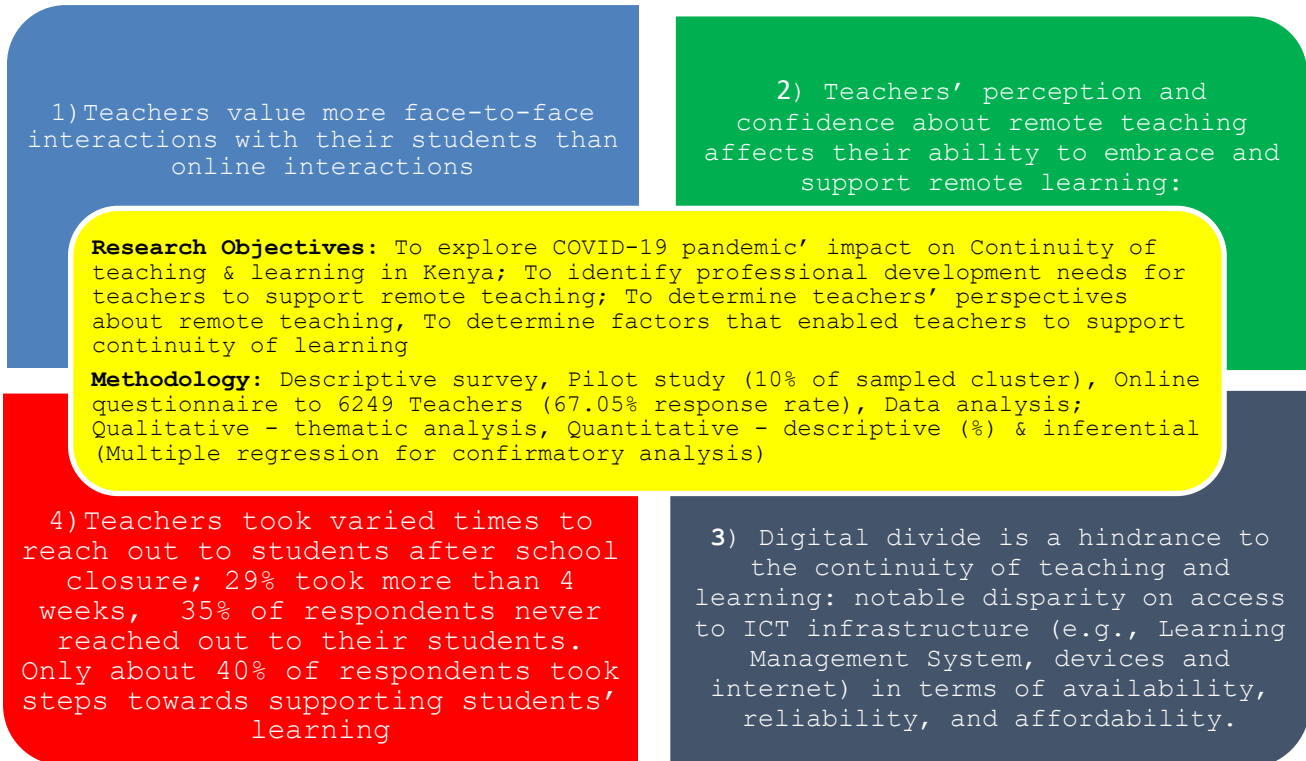 1)Teachers value more face-to-face
interactions with their students than
online interactions
2) Teachers’ perception and
confidence about remote teaching
affects their ability to embrace and
support remote learning:
Research Objectives: To explore COVID-19 pandemic’ impact on Continuity of
teaching & learning in Kenya; To identify professional development needs for
teachers to support remote teaching; To determine teachers’ perspectives
about remote teaching, To determine factors that enabled teachers to support
continuity of learning
Methodology: Descriptive survey, Pilot study (10% of sampled cluster), Online
questionnaire to 6249 Teachers (67.05% response rate), Data analysis;
Qualitative - thematic analysis, Quantitative - descriptive (%) & inferential
(Multiple regression for confirmatory analysis)
4)Teachers took varied times to
reach out to students after school
closure; 29% took more than 4
weeks, 35% of respondents never
reached out to their students.
Only about 40% of respondents took
steps towards supporting students’
learning
3) Digital divide is a hindrance to
the continuity of teaching and
learning: notable disparity on access
to ICT infrastructure (e.g., Learning
Management System, devices and
internet) in terms of availability,
reliability, and affordability.